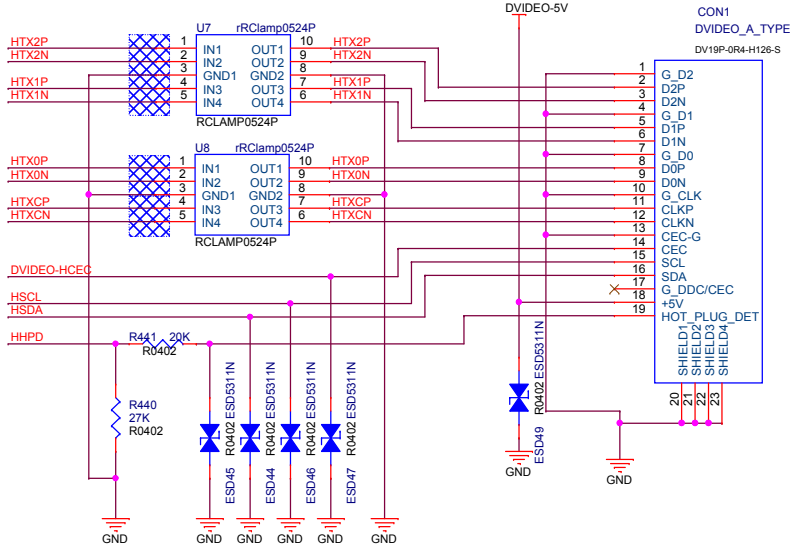 DVIDEO-5V
CON1
DVIDEO_A_TYPE
DV19P-0R4-H126-S
U7 rRClamp0524P
HTX2P 1 IN1 OUT1 10 HTX2P
HTX2N 2 IN2 OUT2 9 HTX2N
3 GND1 GND2 8
HTX1P 4 IN3 OUT3 7 HTX1P
HTX1N 5 IN4 OUT4 6 HTX1N
RCLAMP0524P
U8 rRClamp0524P
HTX0P 1 IN1 OUT1 10 HTX0P
HTX0N 2 IN2 OUT2 9 HTX0N
3 GND1 GND2 8
HTXCP 4 IN3 OUT3 7 HTXCP
HTXCN 5 IN4 OUT4 6 HTXCN
RCLAMP0524P
1 G_D2
2 D2P
3 D2N
4 G_D1
5 D1P
6 D1N
7 G_D0
8 D0P
9 D0N
10 G_CLK
11 CLKP
12 CLKN
13 CEC-G
14 CEC
15 SCL
16 SDA
17 G_DDC/CEC
18 +5V
19 HOT_PLUG_DET
SHIELD1
SHIELD2
SHIELD3
SHIELD4
20
21
22
23
DVIDEO-HCEC
HSCL
HSDA
HHPD
R441 20K
R0402
R440
27K
R0402
ESD45 R0402 ESD5311N
ESD44 R0402 ESD5311N
ESD46 R0402 ESD5311N
ESD47 R0402 ESD5311N
ESD49 R0402 ESD5311N
GND
GND
GND
GND
GND
GND
GND
GND